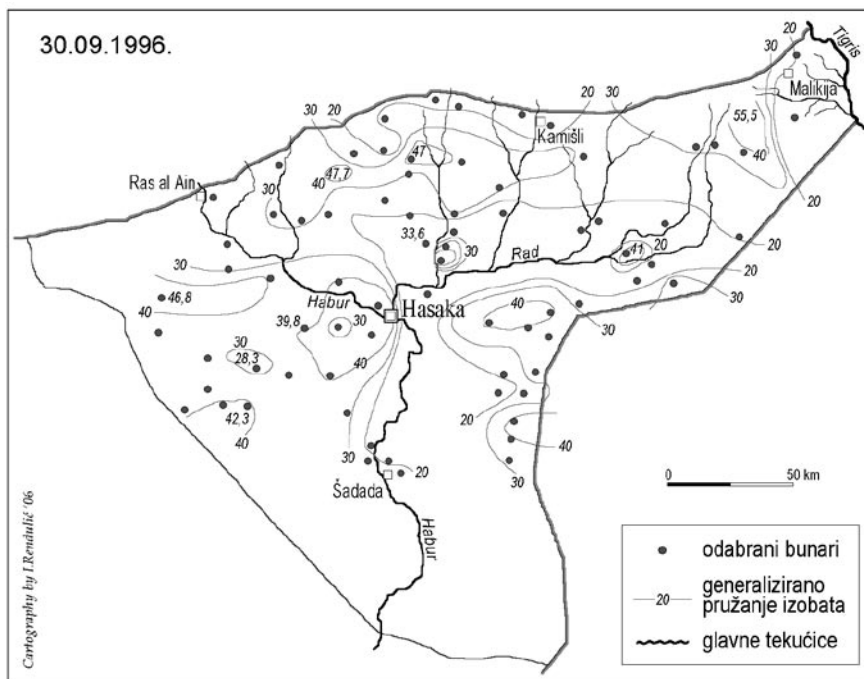 30.09.1996.
20
Tigris
30
Malikija
30
20
30
20
Kamišli
55,5
47
40
Ras al Ain
40
47,7
30
20
33,6
30
Rad
41
20
20
30
20
46,8
40
Habur
39,8
30
Hasaka
40
30
30
30
28,3
40
20
42,3
40
40
30
20
30
Šadada
0
50 km
Habur
odabrani bunari
20
generalizirano
pružanje izobata
glavne tekućice
Cartography by I.Rendulić '06